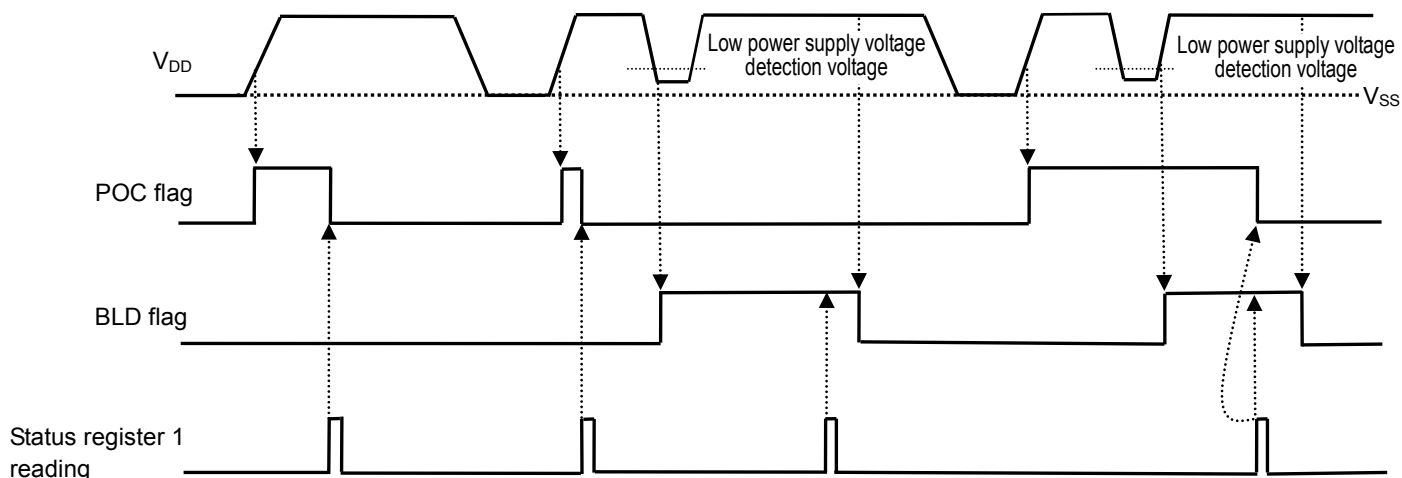 Low power supply voltage
detection voltage
Low power supply voltage
detection voltage
VDD
VSS
POC flag
BLD flag
Status register 1
reading